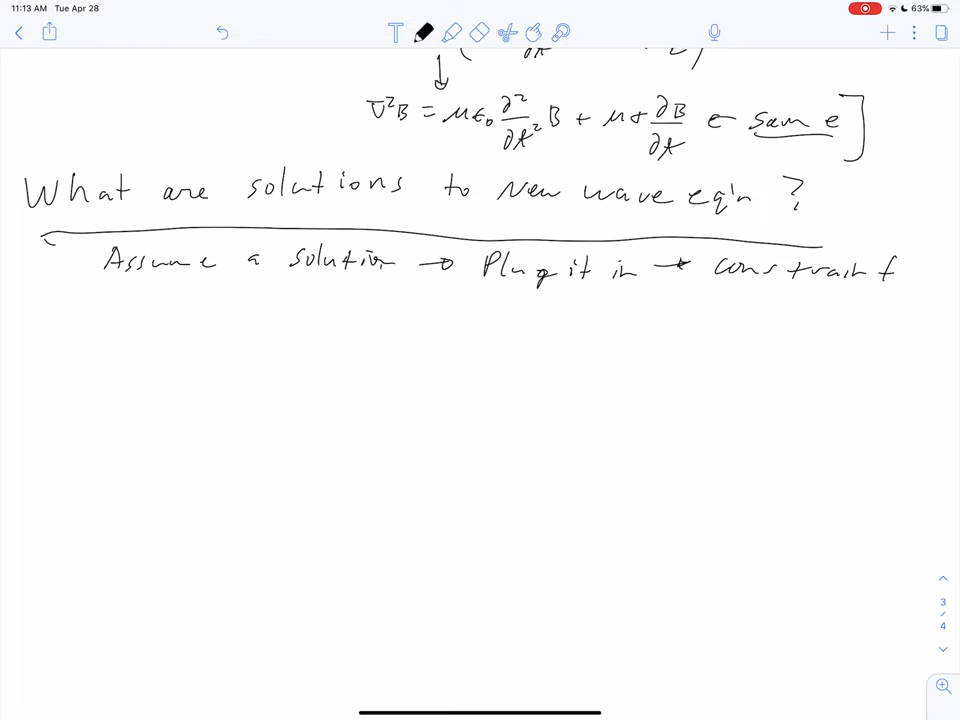 11:13 AM Tue Apr 28
63%
∇²B = με₀ ∂²/∂t² B + μσ ∂B/∂t ← same ]
What are solutions to New wave eq'n ?
Assume a solution → Plug it in → constraint
3
/
4